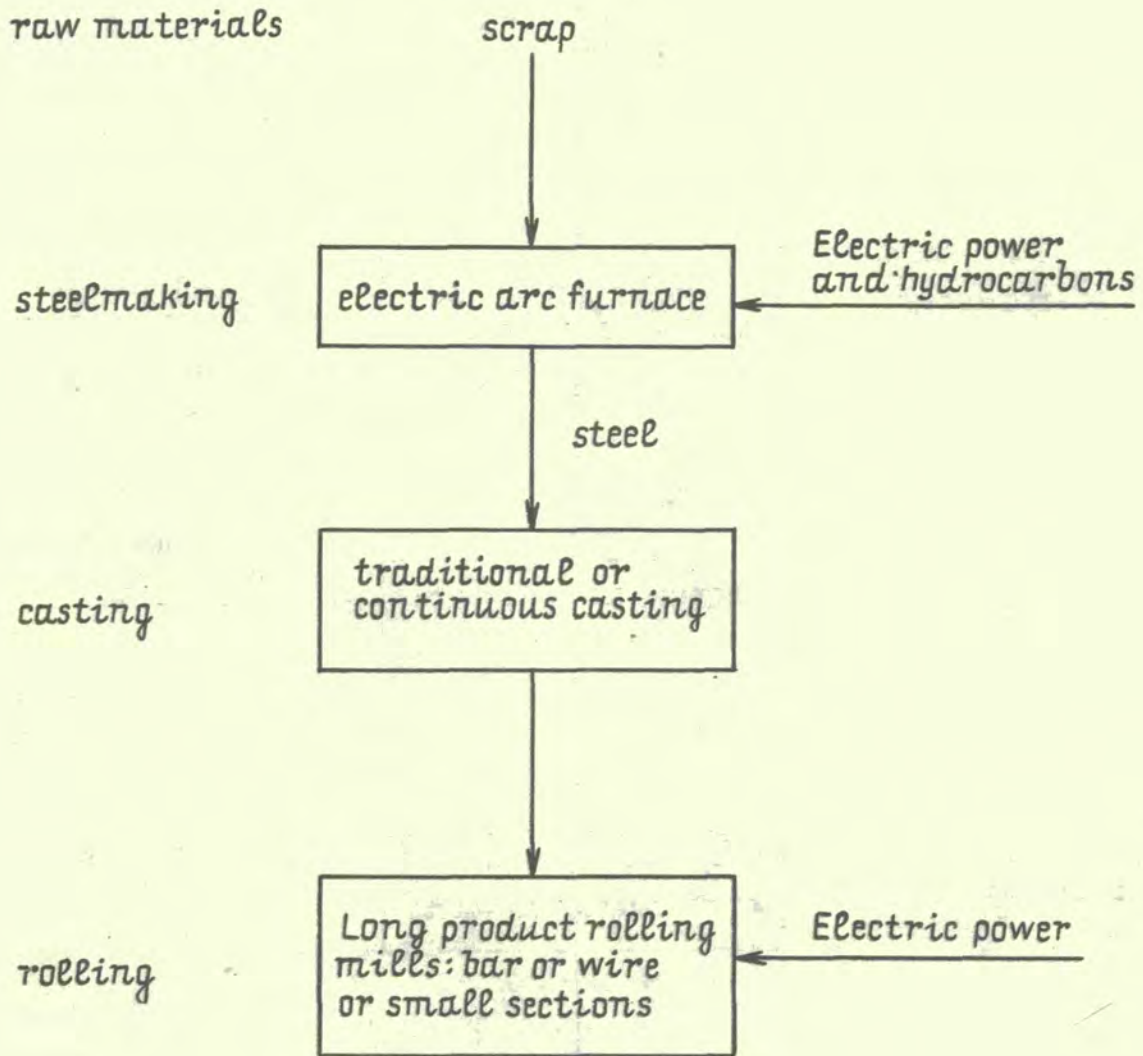 raw materials
scrap
Electric power
and hydrocarbons
steelmaking
electric arc furnace
steel
traditional or
continuous casting
casting
Long product rolling
mills: bar or wire
or small sections
Electric power
rolling